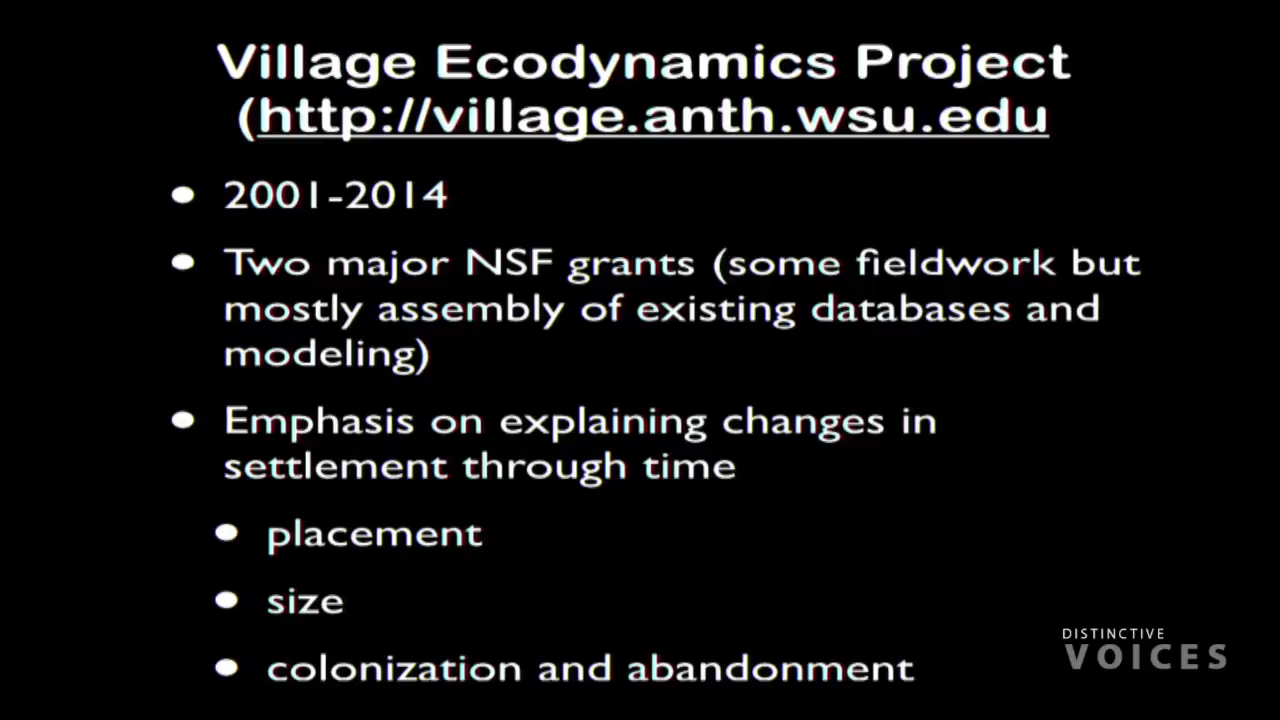 Village Ecodynamics Project
(http://village.anth.wsu.edu
• 2001-2014
• Two major NSF grants (some fieldwork but
mostly assembly of existing databases and
modeling)
• Emphasis on explaining changes in
settlement through time
• placement
• size
• colonization and abandonment
DISTINCTIVE
VOICES